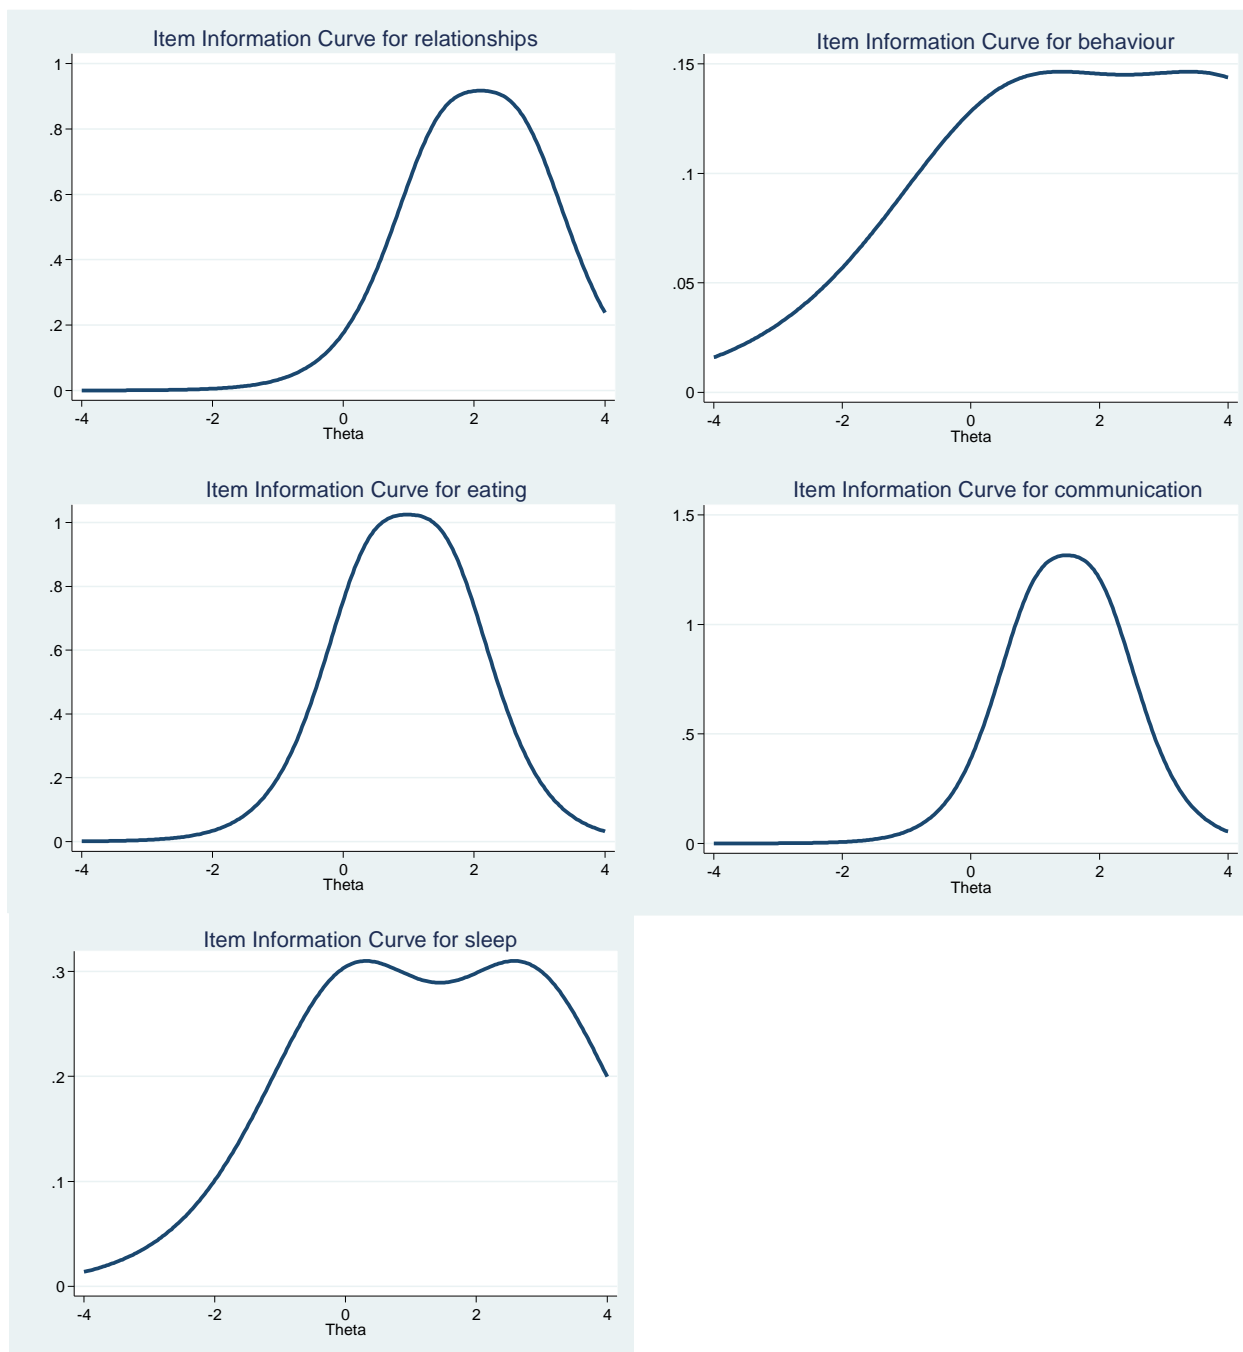 Item Information Curve for relationships
1
.8
.6
.4
.2
0
-4 -2 0 2 4
Theta
Item Information Curve for behaviour
.15
.1
.05
0
-4 -2 0 2 4
Theta
Item Information Curve for eating
1
.8
.6
.4
.2
0
-4 -2 0 2 4
Theta
Item Information Curve for communication
1.5
1
.5
0
-4 -2 0 2 4
Theta
Item Information Curve for sleep
.3
.2
.1
0
-4 -2 0 2 4
Theta